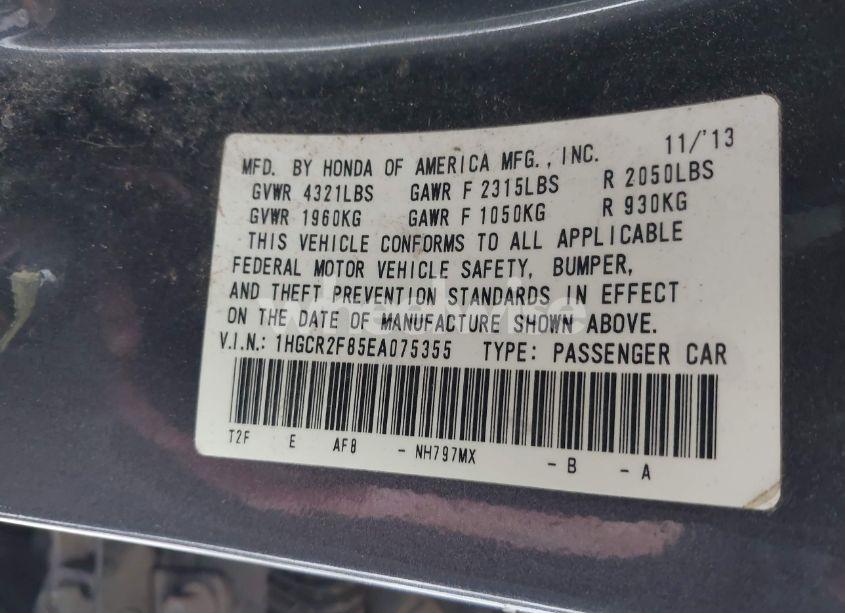 MFD. BY HONDA OF AMERICA MFG., INC. 11/'13
GVWR 4321LBS GAWR F 2315LBS R 2050LBS
GVWR 1960KG GAWR F 1050KG R 930KG
THIS VEHICLE CONFORMS TO ALL APPLICABLE
FEDERAL MOTOR VEHICLE SAFETY, BUMPER,
AND THEFT PREVENTION STANDARDS IN EFFECT
ON THE DATE OF MANUFACTURE SHOWN ABOVE.
V.I.N.: 1HGCR2F85EA075355 TYPE: PASSENGER CAR
T2F E AF8 - NH797MX - B - A